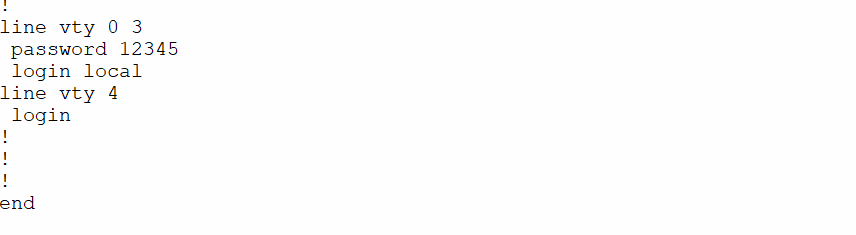 !
line vty 0 3
 password 12345
 login local
line vty 4
 login
!
!
!
end